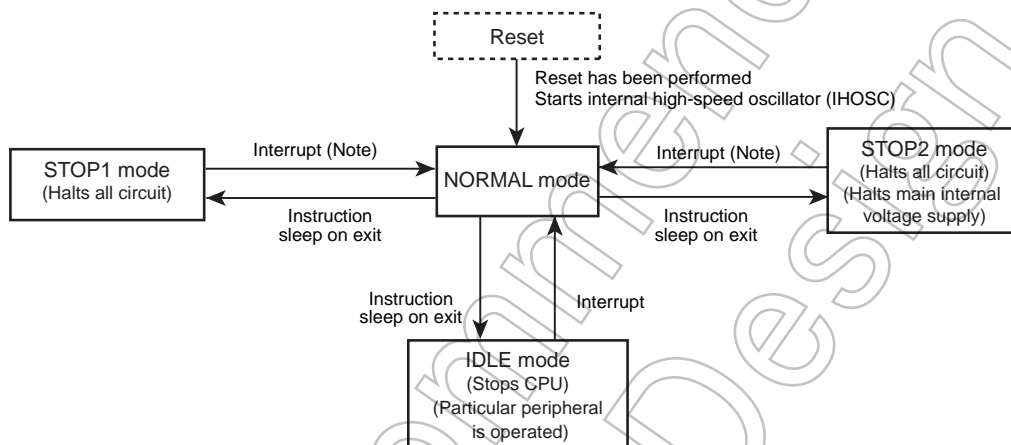 Reset
Reset has been performed
Starts internal high-speed oscillator (IHOSC)
STOP1 mode
(Halts all circuit)
Interrupt (Note)
Instruction
sleep on exit
NORMAL mode
Interrupt (Note)
Instruction
sleep on exit
STOP2 mode
(Halts all circuit)
(Halts main internal
voltage supply)
Instruction
sleep on exit
Interrupt
IDLE mode
(Stops CPU)
(Particular peripheral
is operated)
Design